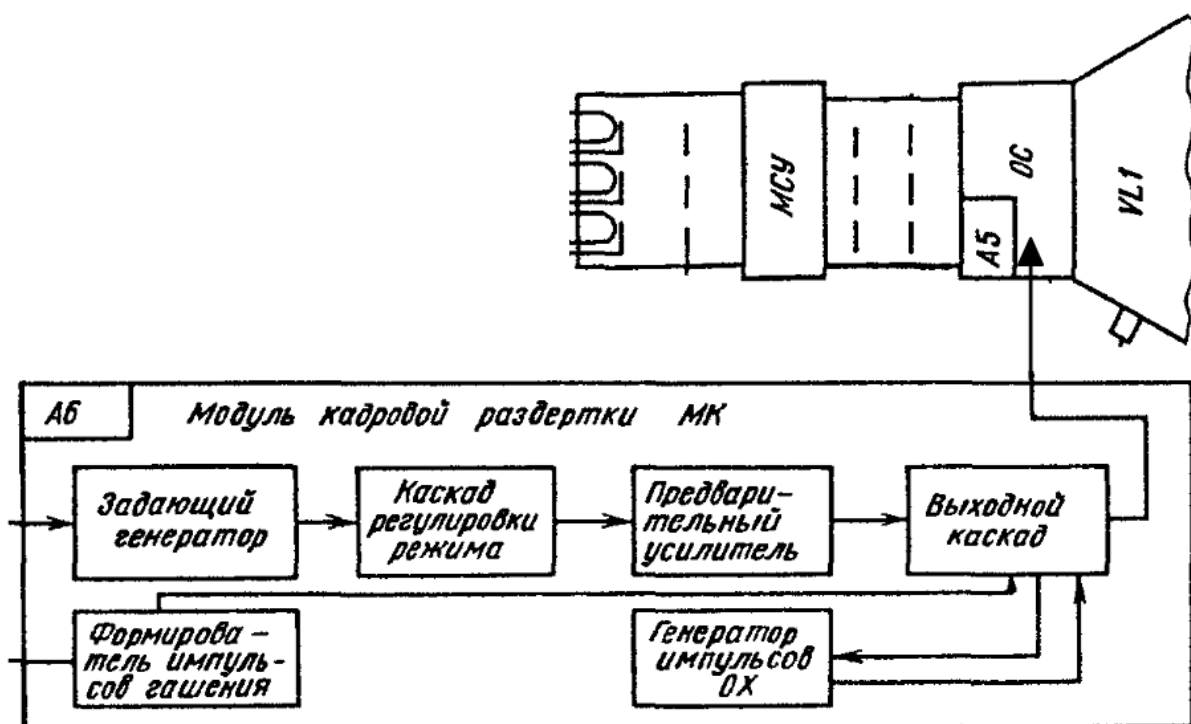 МСУ
ОС
А5
VL1
А6
Модуль кадровой раздертки МК
Задающий
генератор
Каскад
регулировки
режима
Предвари-
тельный
усилитель
Выходной
каскад
Формирова-
тель импуль-
сов гашения
Генератор
импульсов
ОХ